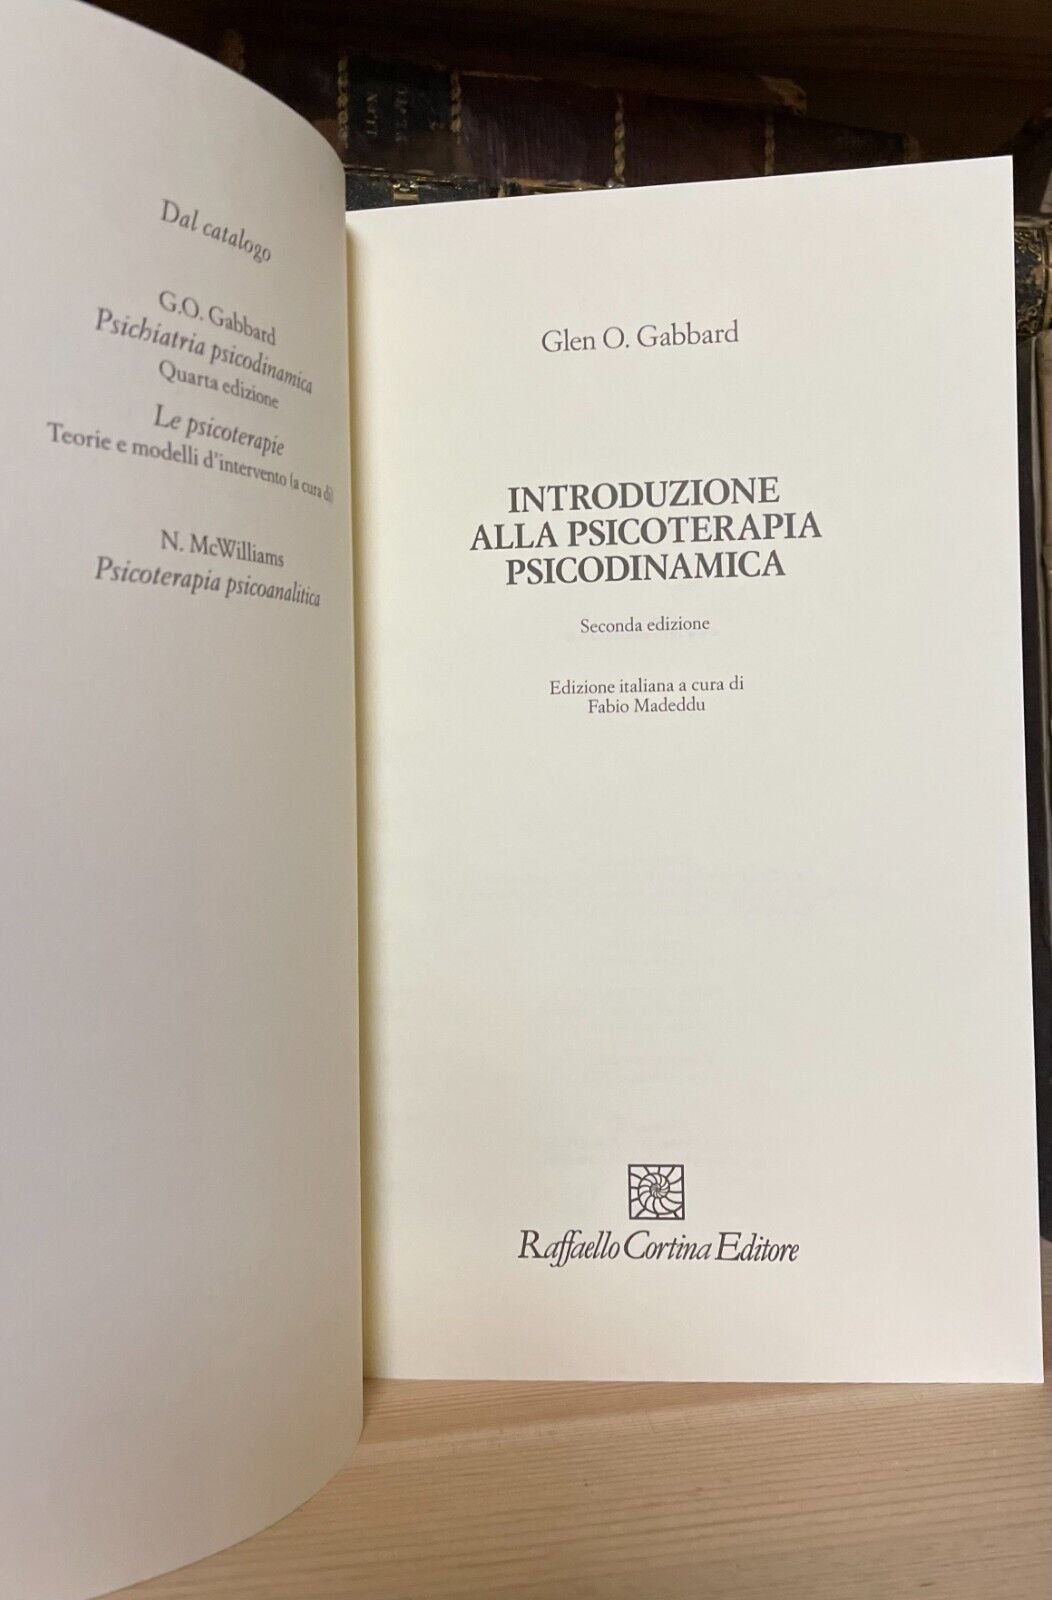 Dal catalogo
G.O. Gabbard
Psichiatria psicodinamica
Quarta edizione
Le psicoterapie
Teorie e modelli d'intervento (a cura di)
N. McWilliams
Psicoterapia psicoanalitica
Glen O. Gabbard
INTRODUZIONE
ALLA PSICOTERAPIA
PSICODINAMICA
Seconda edizione
Edizione italiana a cura di
Fabio Madeddu
Raffaello Cortina Editore